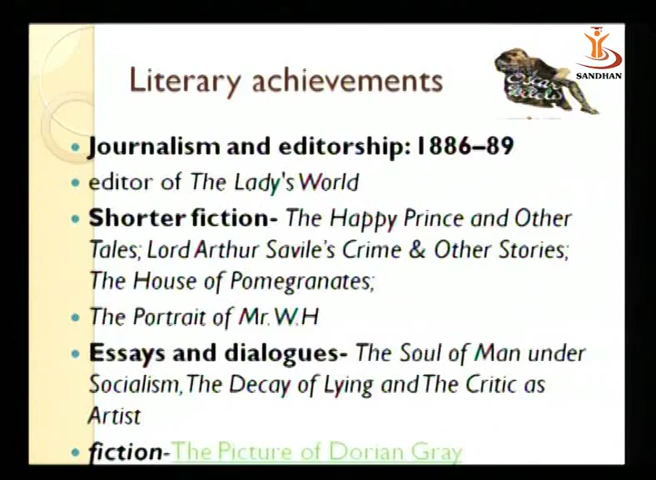 SANDHAN
Literary achievements
Journalism and editorship: 1886–89
editor of The Lady's World
Shorter fiction- The Happy Prince and Other
Tales; Lord Arthur Savile's Crime & Other Stories;
The House of Pomegranates;
The Portrait of Mr. W.H
Essays and dialogues- The Soul of Man under
Socialism, The Decay of Lying and The Critic as
Artist
fiction- The Picture of Dorian Gray